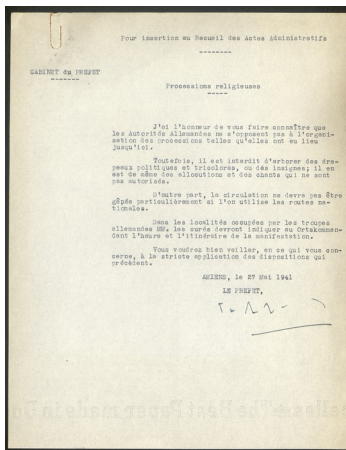 Pour insertion au Recueil des Actes Administratifs
CABINET du PREFET
Processions religieuses
J'ai l'honneur de vous faire connaître que
les Autorités Allemandes ne s'opposent pas à l'organi-
sation des processions telles qu'elles ont eu lieu
jusqu'ici.
Toutefois, il est interdit d'arborer des dra-
peaux politiques et tricolores, ou des insignes; il en
est de même des allocutions et des chants qui ne sont
pas autorisés.
D'autre part, la circulation ne devra pas être
gênée particulièrement si l'on utilise les routes na-
tionales.
Dans les localités occupées par les troupes
allemandes MM. les curés devront indiquer au Ortskomman-
dant l'heure et l'itinéraire de la manifestation.
Vous voudrez bien veiller, en ce qui vous con-
cerne, à la stricte application des dispositions qui
précèdent.
AMIENS, le 27 Mai 1941
LE PREFET,